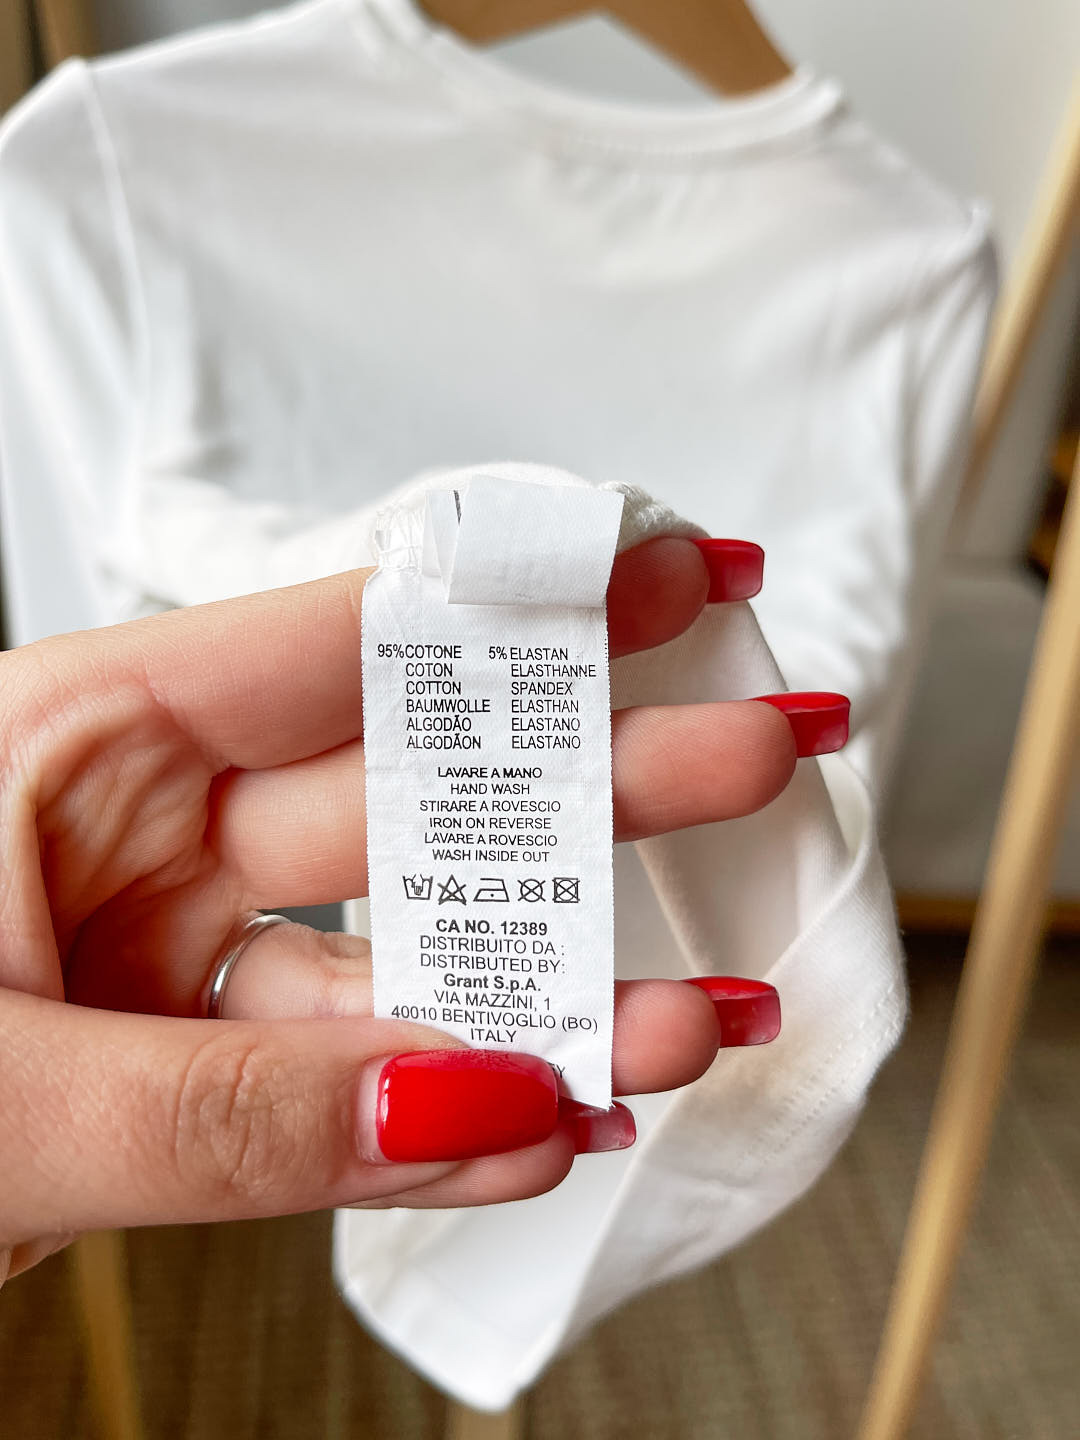 95%COTONE 5%ELASTAN
COTON ELASTHANNE
COTTON SPANDEX
BAUMWOLLE ELASTHAN
ALGODÃO ELASTANO
ALGODÃON ELASTANO
LAVARE A MANO
HAND WASH
STIRARE A ROVESCIO
IRON ON REVERSE
LAVARE A ROVESCIO
WASH INSIDE OUT
CA NO. 12389
DISTRIBUITO DA :
DISTRIBUTED BY:
Grant S.p.A.
VIA MAZZINI, 1
40010 BENTIVOGLIO (BO)
ITALY